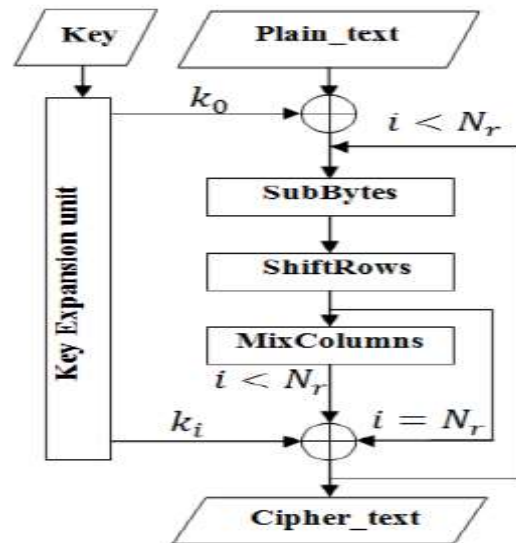 Key
Plain_text
k₀
i < Nᵣ
SubBytes
ShiftRows
Key Expansion unit
MixColumns
i < Nᵣ
kᵢ
i = Nᵣ
Cipher_text